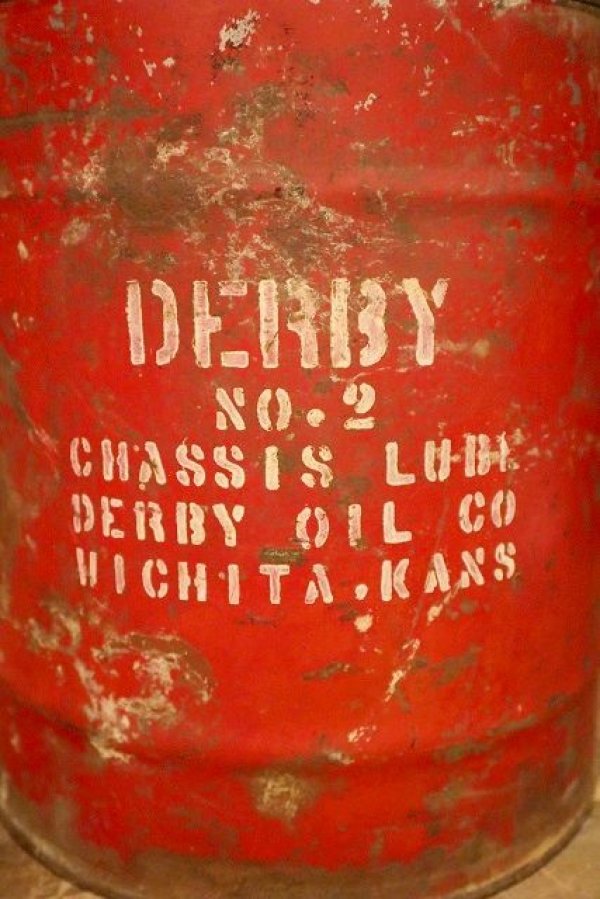 DERBY
NO. 2
CHASSIS LUBE
DERBY OIL CO
WICHITA, KANS